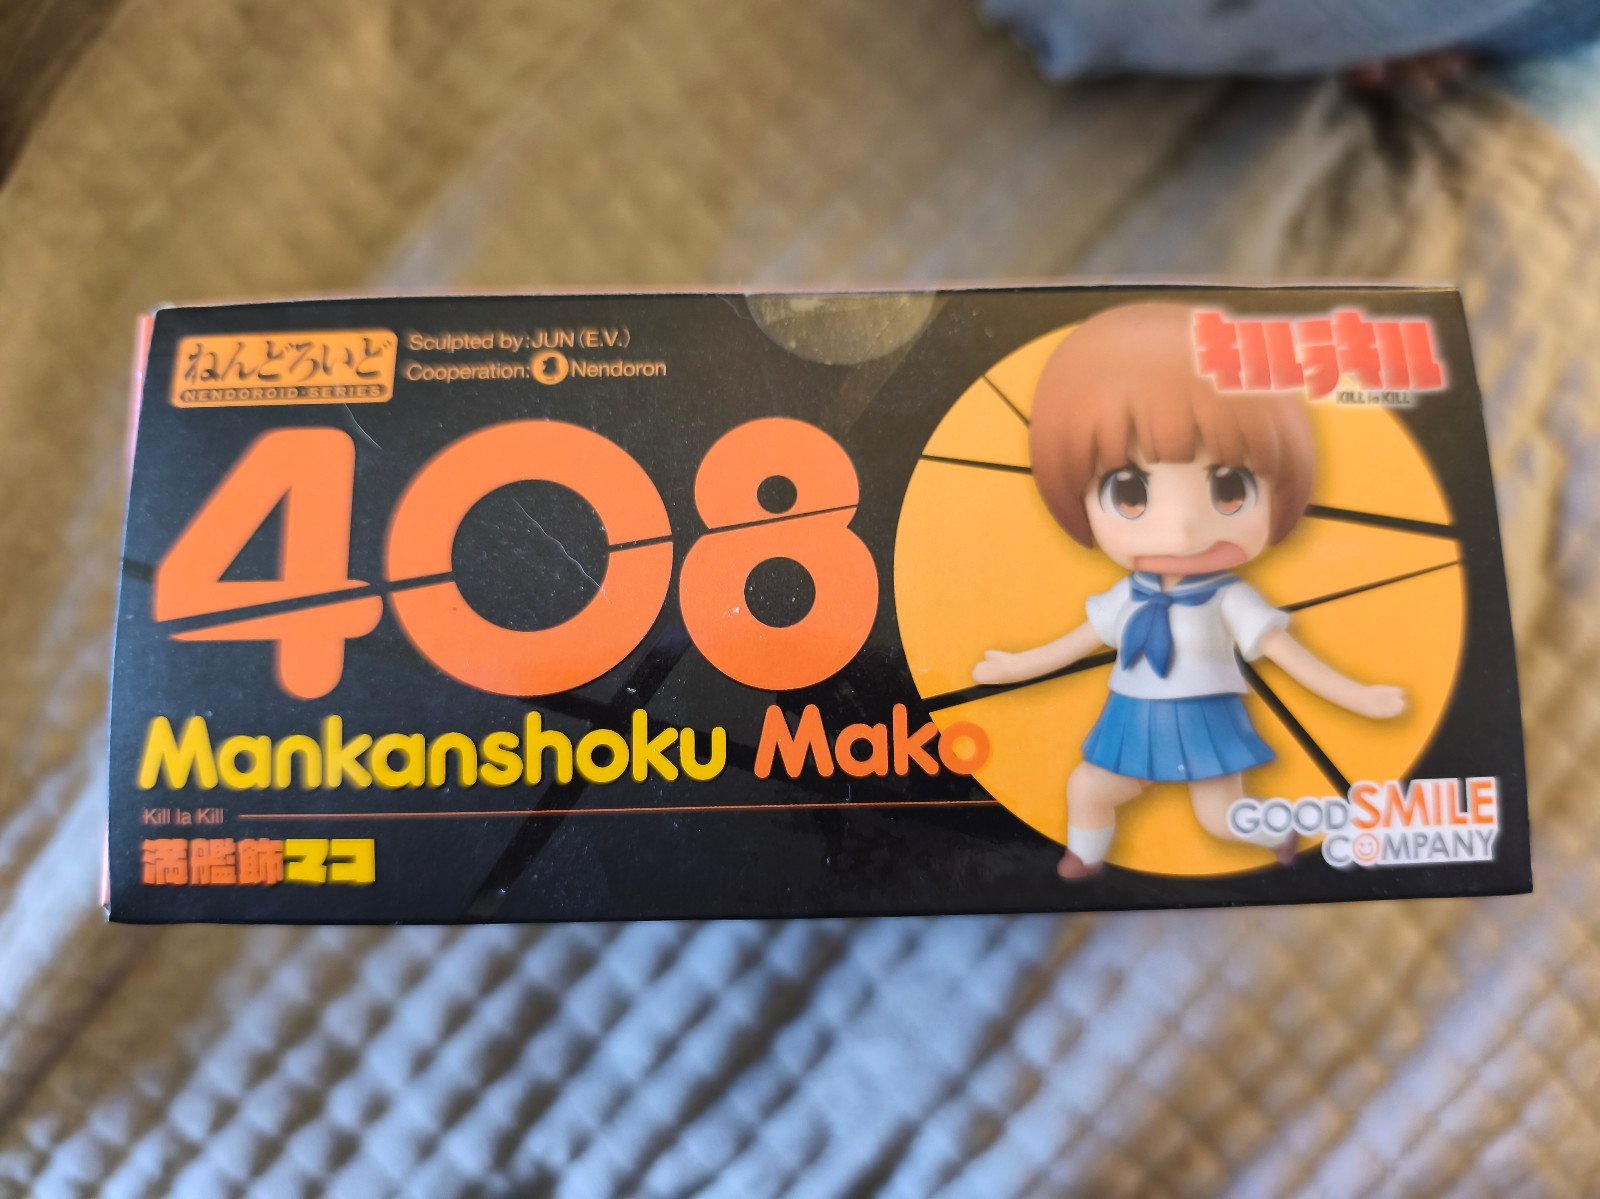 ねんどろいど
NENDOROID·SERIES
Sculpted by: JUN (E.V.)
Cooperation: Nendoron
キルラキル
KILL la KILL
408
Mankanshoku Mako
Kill la Kill
満艦飾マコ
GOOD SMILE
COMPANY